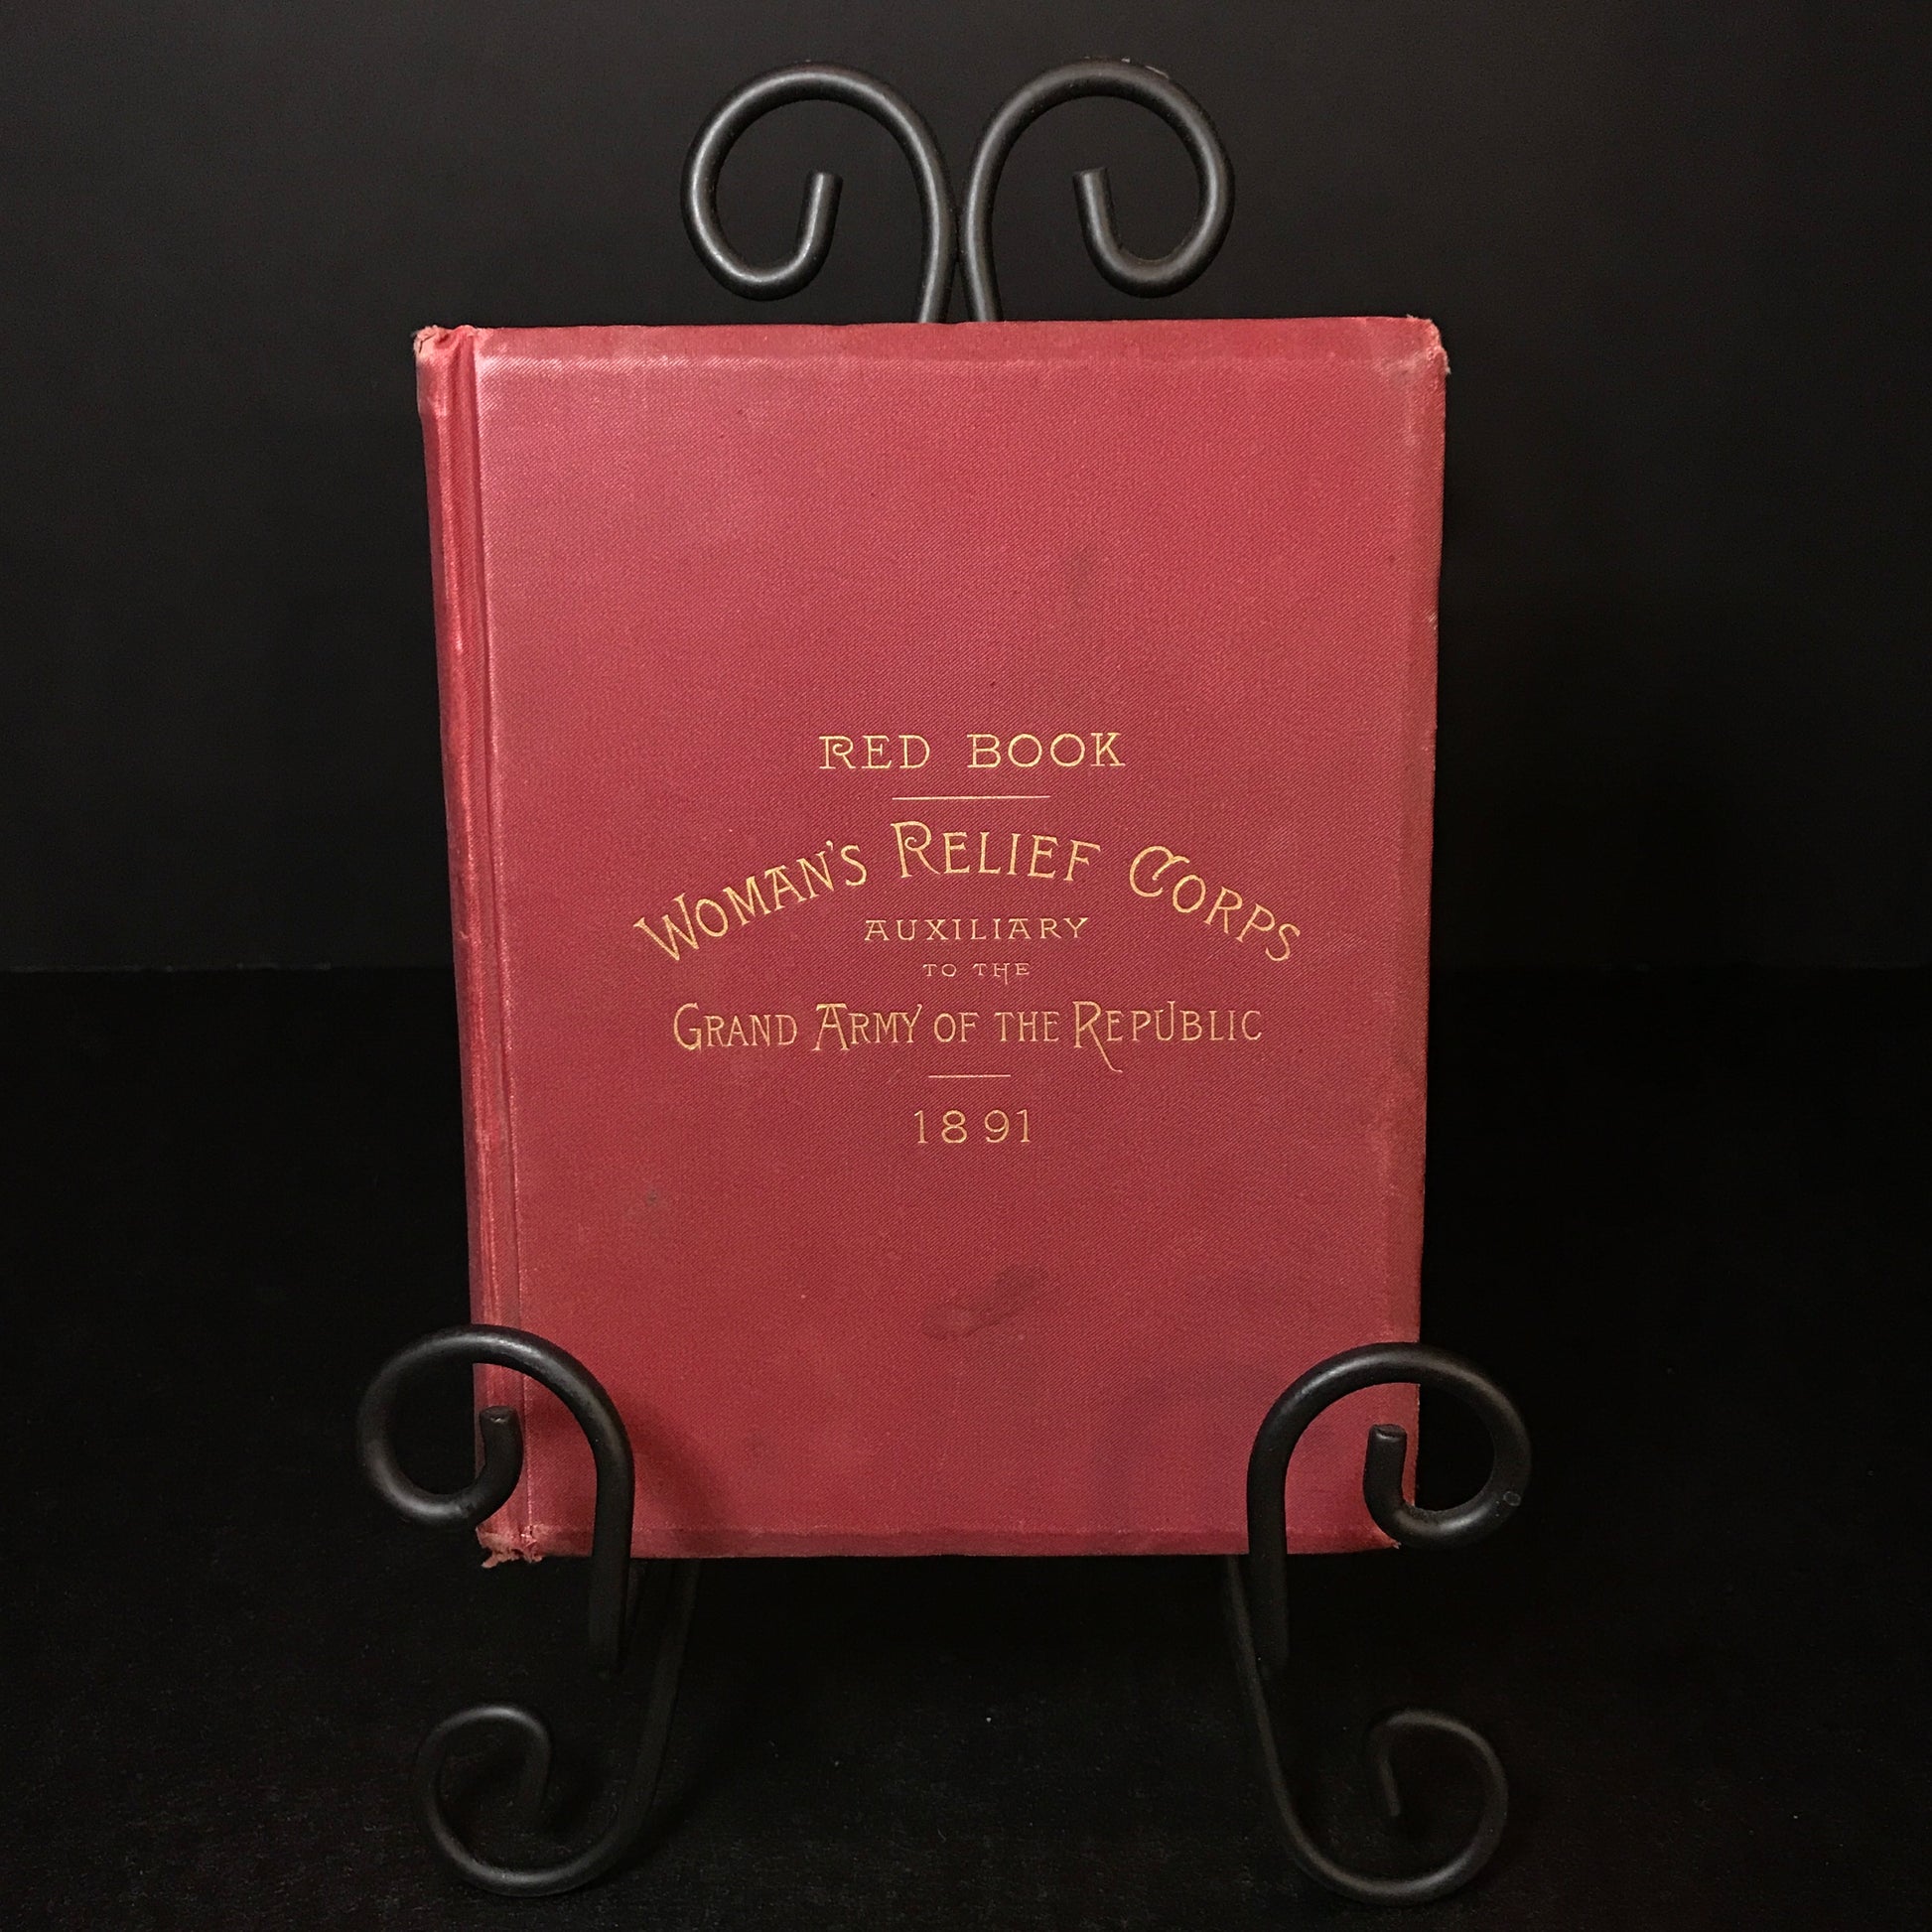 RED BOOK
WOMAN'S RELIEF CORPS
AUXILIARY
TO THE
GRAND ARMY OF THE REPUBLIC
1891